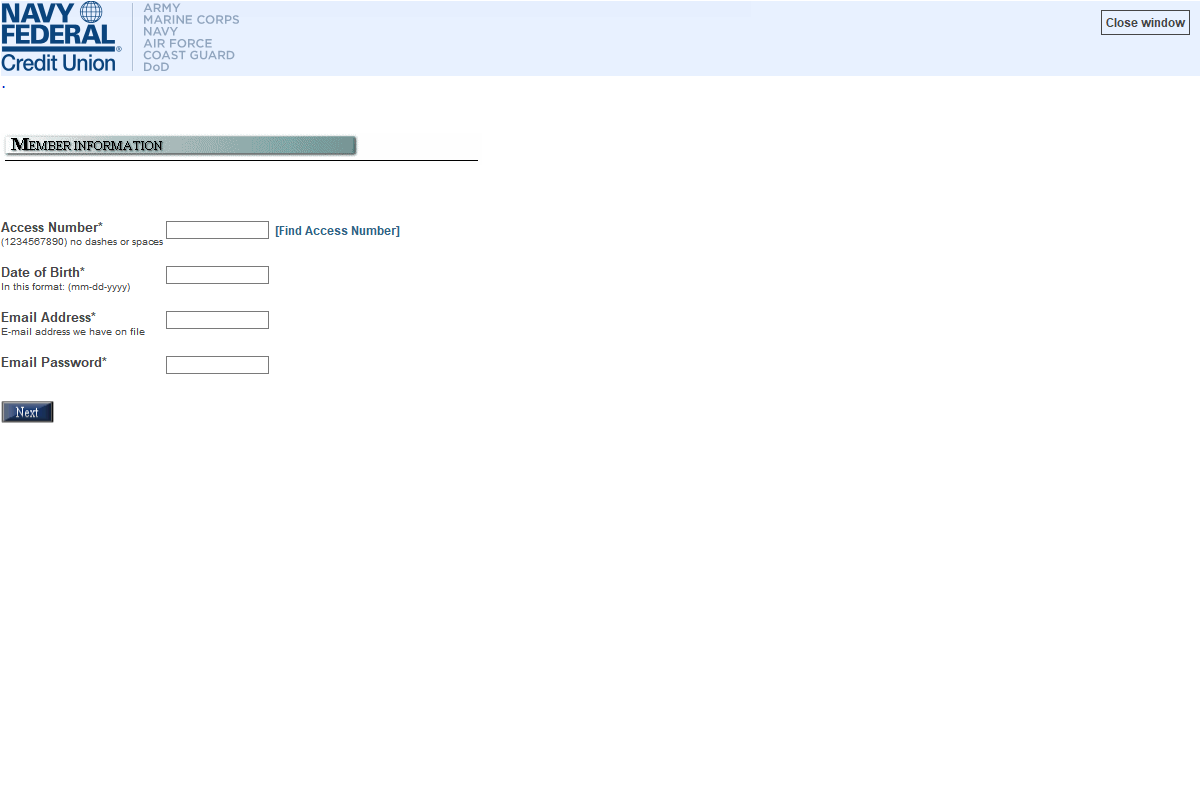 NAVY
FEDERAL®
Credit Union
ARMY
MARINE CORPS
NAVY
AIR FORCE
COAST GUARD
DoD
Close window
.
MEMBER INFORMATION
Access Number*
(1234567890) no dashes or spaces
[Find Access Number]
Date of Birth*
In this format: (mm-dd-yyyy)
Email Address*
E-mail address we have on file
Email Password*
Next